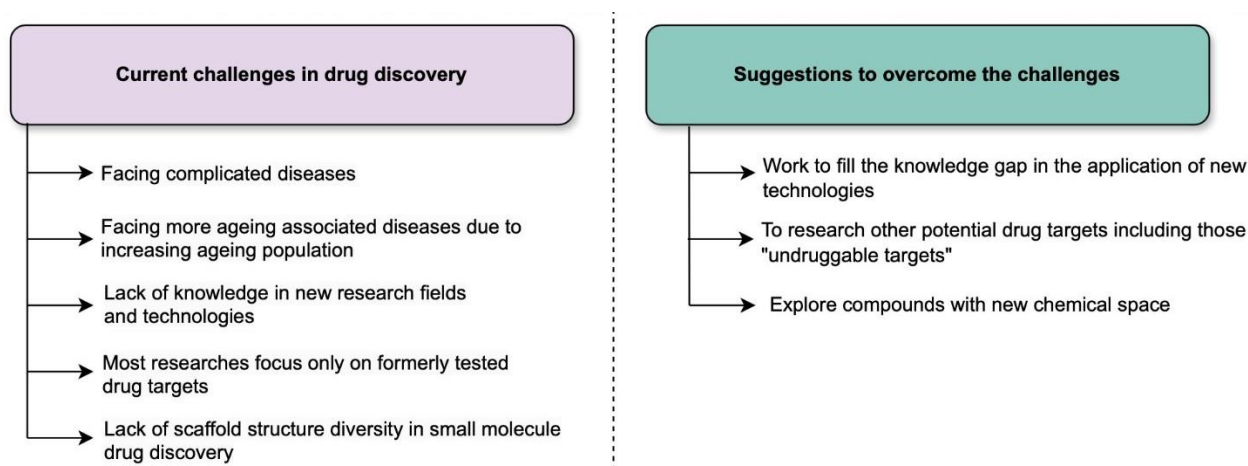 Current challenges in drug discovery
Facing complicated diseases
Facing more ageing associated diseases due to
increasing ageing population
Lack of knowledge in new research fields
and technologies
Most researches focus only on formerly tested
drug targets
Lack of scaffold structure diversity in small molecule
drug discovery
Suggestions to overcome the challenges
Work to fill the knowledge gap in the application of new
technologies
To research other potential drug targets including those
"undruggable targets"
Explore compounds with new chemical space